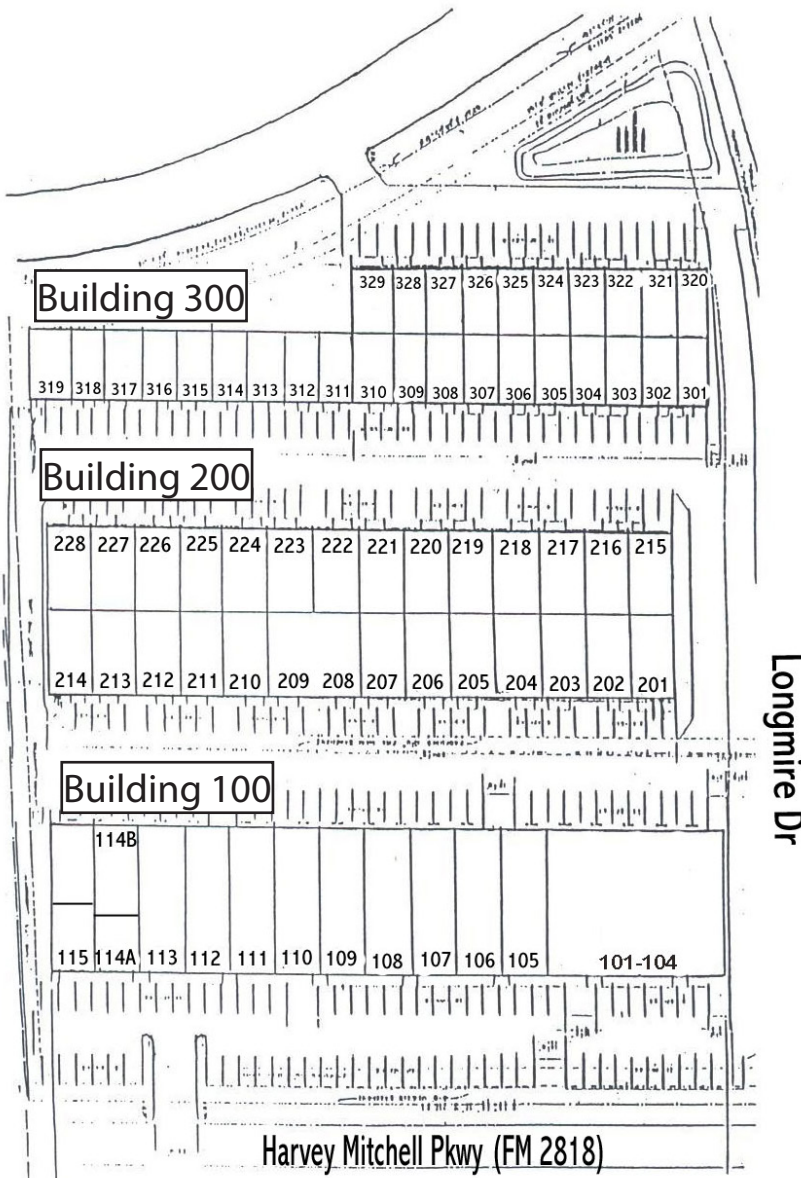 Building 300
329 328 327 326 325 324 323 322 321 320
319 318 317 316 315 314 313 312 311 310 309 308 307 306 305 304 303 302 301
Building 200
228 227 226 225 224 223 222 221 220 219 218 217 216 215
214 213 212 211 210 209 208 207 206 205 204 203 202 201
Longmire Dr
Building 100
114B
115 114A 113 112 111 110 109 108 107 106 105 101-104
Harvey Mitchell Pkwy (FM 2818)